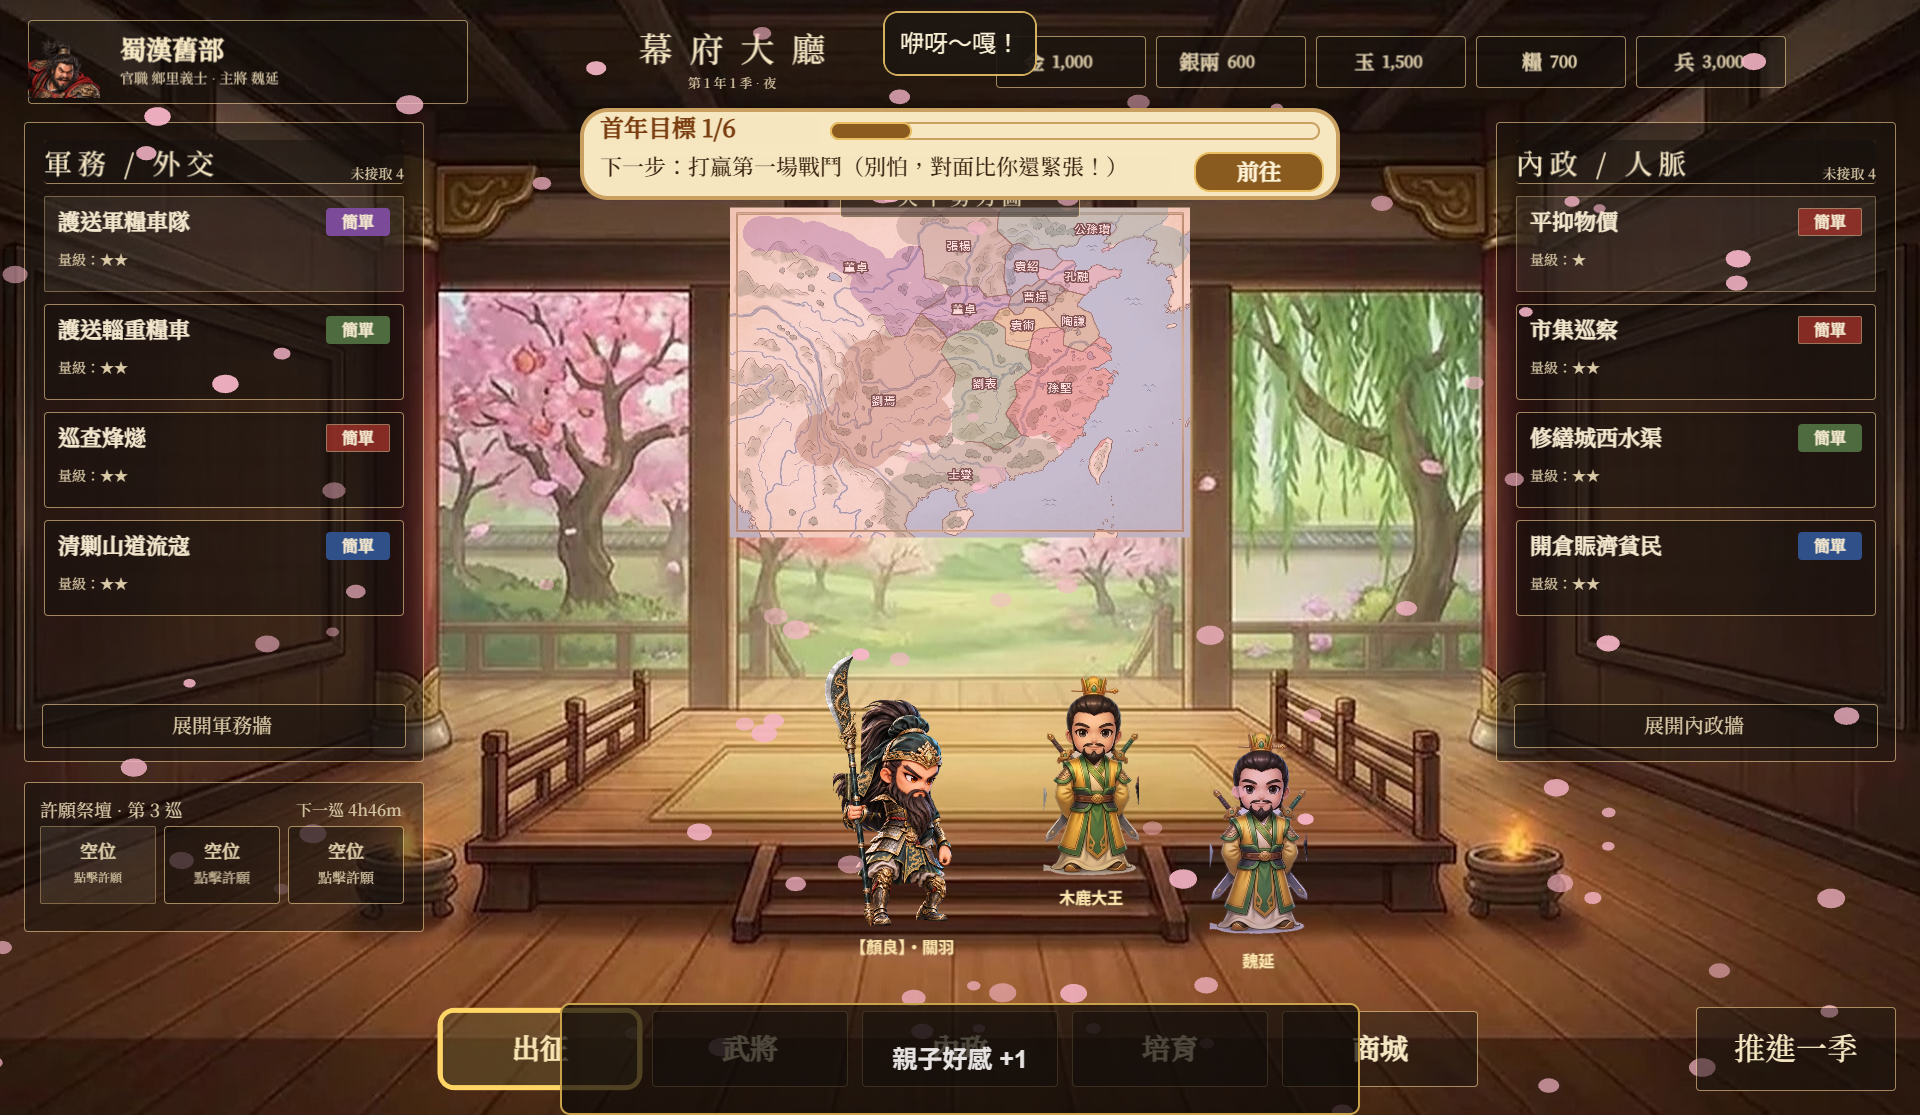 蜀漢舊部
官職 鄉里義士 · 主將 魏延
幕府大廳
第1年1季 · 夜
咿呀～嘎！
金 1,000
銀兩 600
玉 1,500
糧 700
兵 3,000
首年目標 1/6
下一步：打贏第一場戰鬥（別怕，對面比你還緊張！）
前往
軍務 / 外交
未接取 4
護送軍糧車隊
簡單
量級：★★
護送輜重糧車
簡單
量級：★★
巡查烽燧
簡單
量級：★★
清剿山道流寇
簡單
量級：★★
展開軍務牆
許願祭壇 · 第 3 巡
下一巡 4h46m
空位
點擊許願
空位
點擊許願
空位
點擊許願
公孫瓚
張楊
董卓
袁紹
孔融
曹操
董卓
袁術
陶謙
劉表
孫堅
劉焉
士燮
內政 / 人脈
未接取 4
平抑物價
簡單
量級：★
市集巡察
簡單
量級：★★
修繕城西水渠
簡單
量級：★★
開倉賑濟貧民
簡單
量級：★★
展開內政牆
木鹿大王
【顏良】·關羽
魏延
出征
武將
內政
培育
商城
親子好感 +1
推進一季